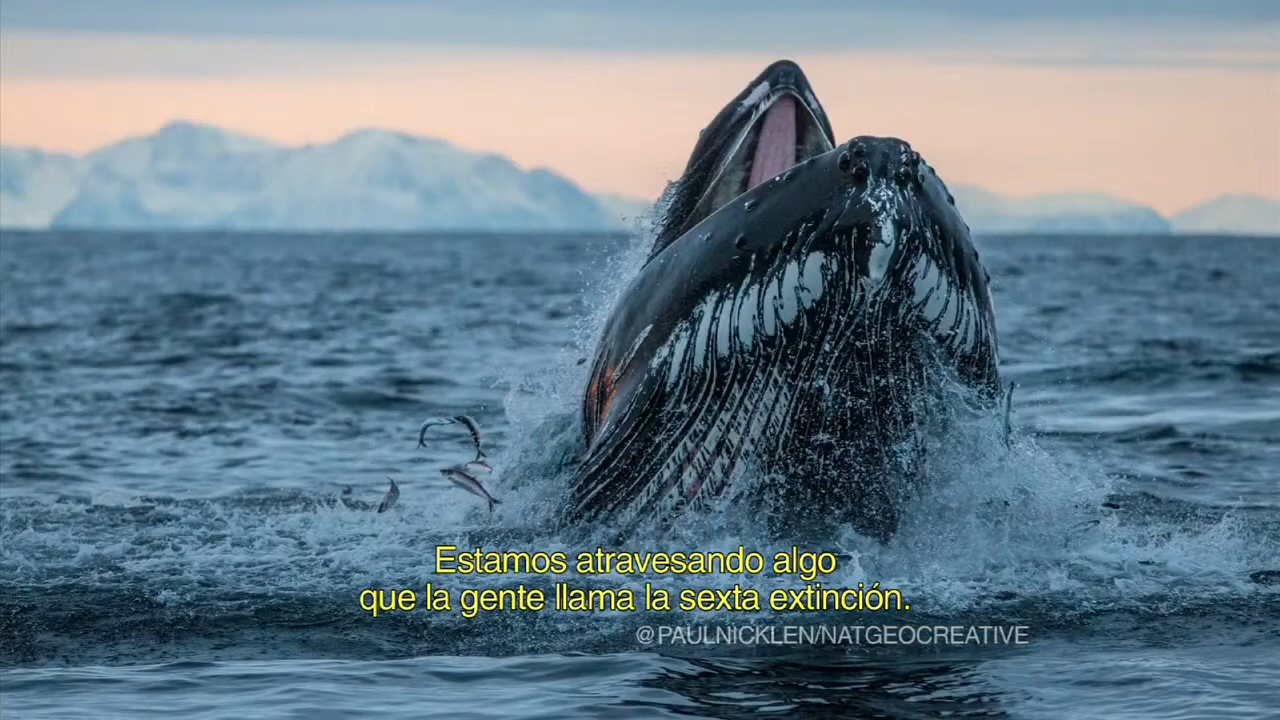 Estamos atravesando algo
que la gente llama la sexta extinción.
@PAULNICKLEN/NATGEOCREATIVE